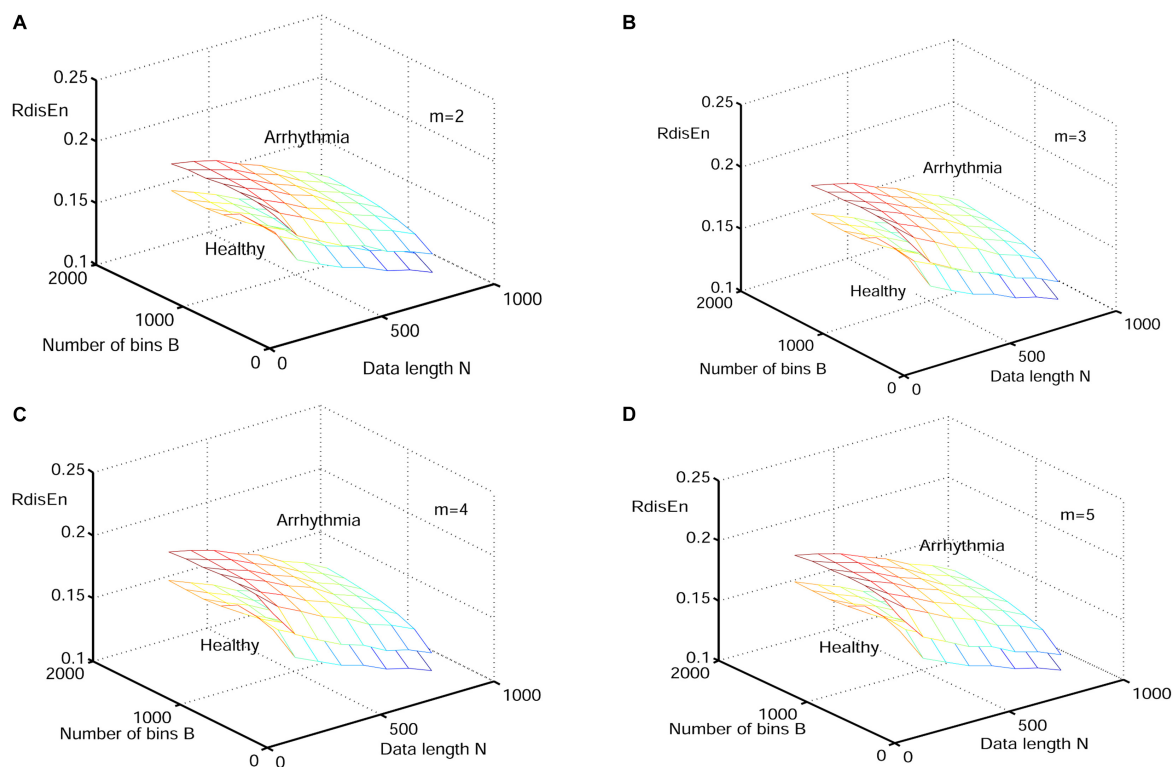 A
0.25
RdisEn
0.2
0.15
0.1
2000
1000
0
Number of bins B
0
500
1000
Data length N
m=2
Arrhythmia
Healthy
B
0.25
RdisEn
0.2
0.15
0.1
2000
1000
0
Number of bins B
0
500
1000
Data length N
m=3
Arrhythmia
Healthy
C
0.25
RdisEn
0.2
0.15
0.1
2000
1000
0
Number of bins B
0
500
1000
Data length N
m=4
Arrhythmia
Healthy
D
0.25
RdisEn
0.2
0.15
0.1
2000
1000
0
Number of bins B
0
500
1000
Data length N
m=5
Arrhythmia
Healthy